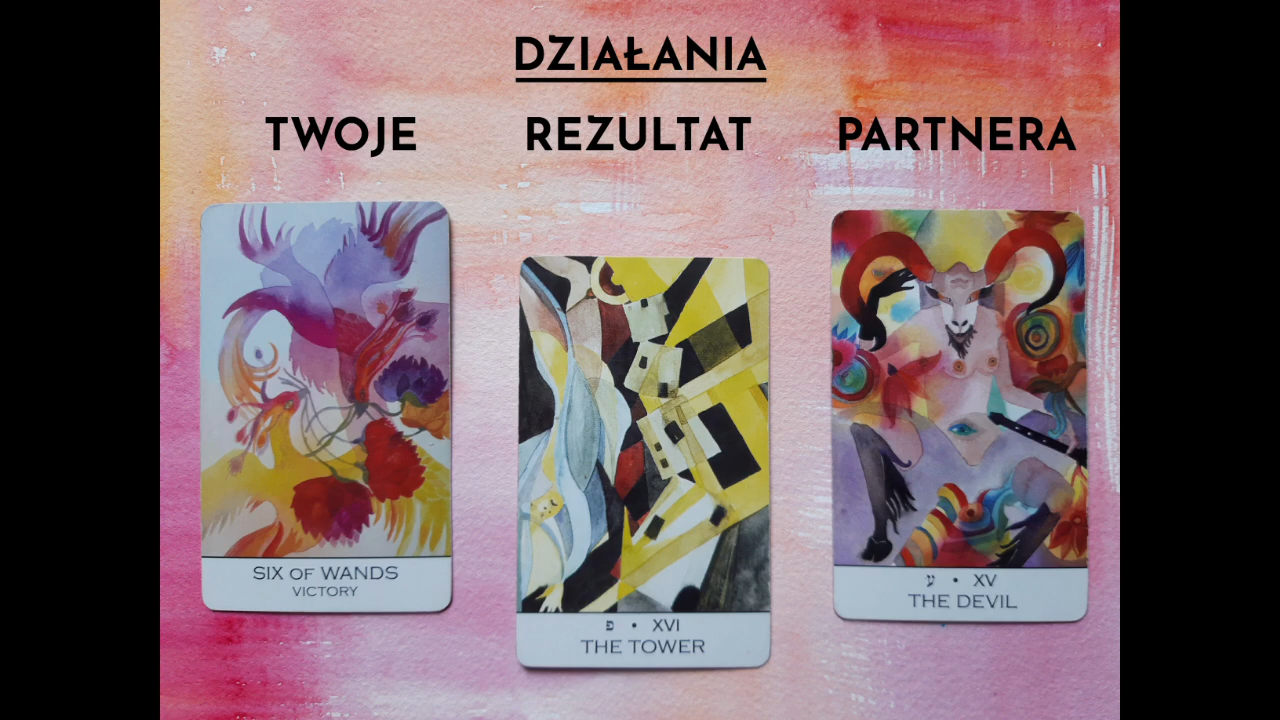 DZIAŁANIA
TWOJE
REZULTAT
PARTNERA
SIX OF WANDS
VICTORY
פ • XVI
THE TOWER
ע • XV
THE DEVIL